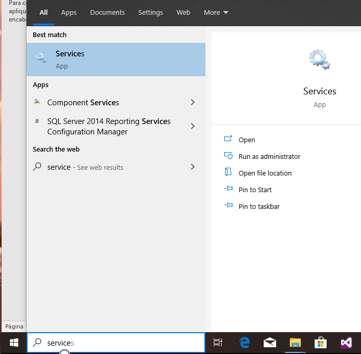 Para co
apliqu
encab
All Apps Documents Settings Web More
Best match
Services
App
Apps
Component Services
SQL Server 2014 Reporting Services
Configuration Manager
Search the web
service - See web results
Services
App
Open
Run as administrator
Open file location
Pin to Start
Pin to taskbar
Página
services